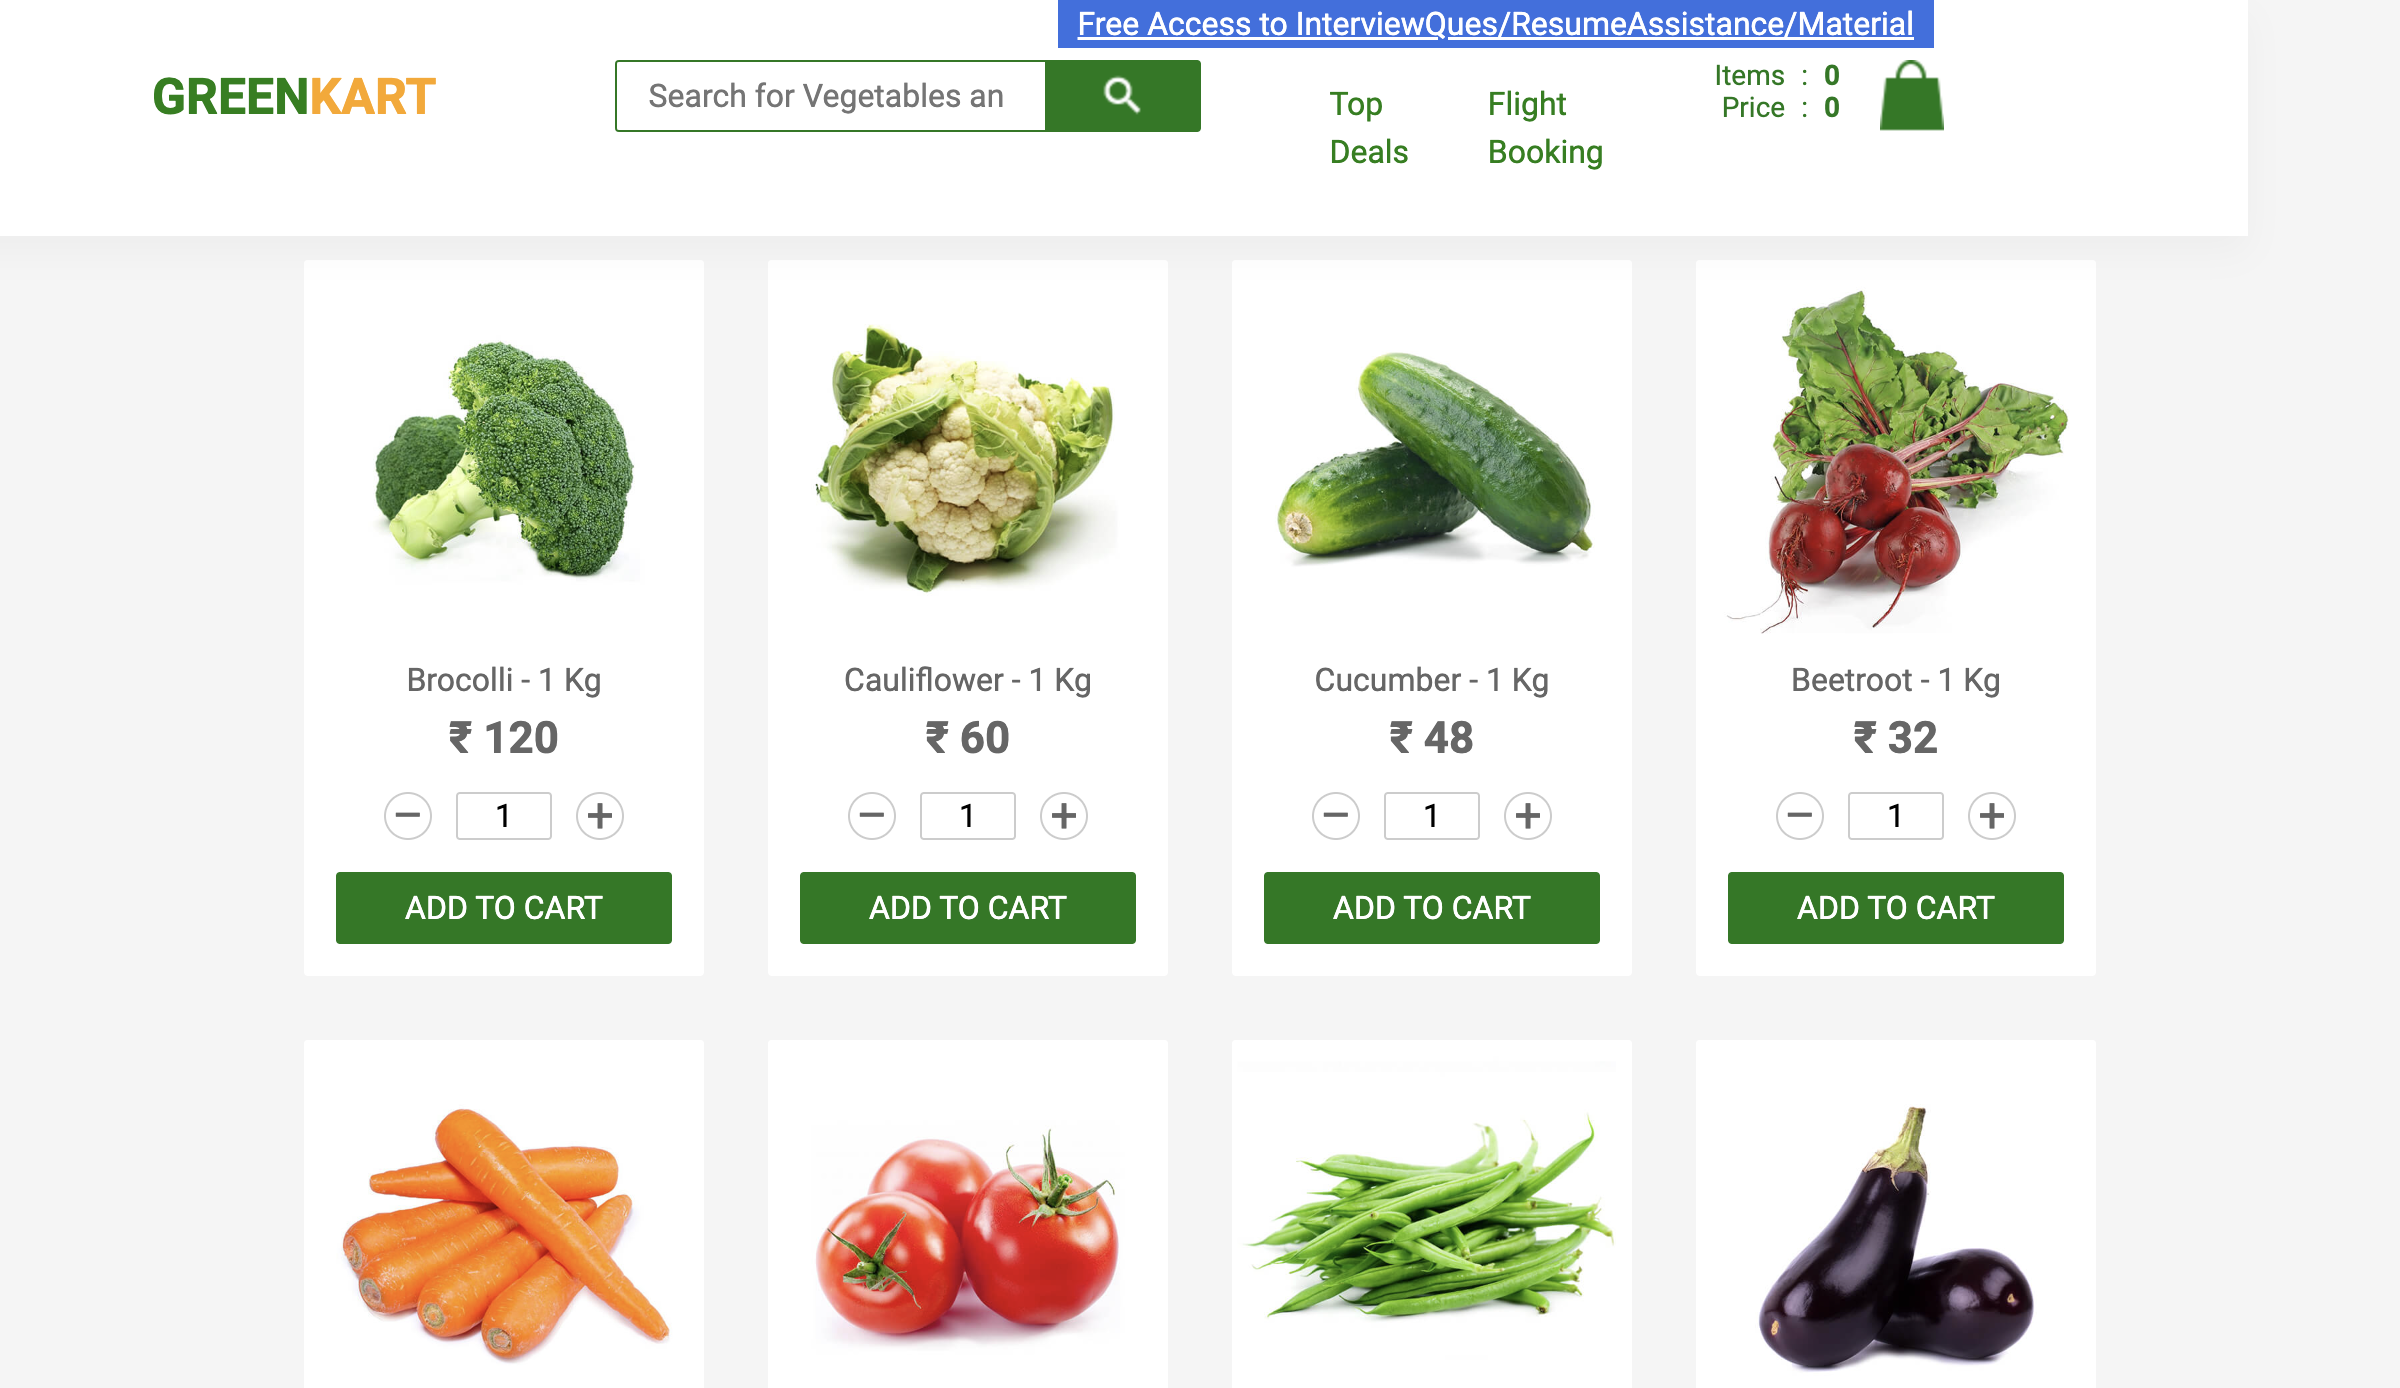 Free Access to InterviewQues/ResumeAssistance/Material
GREENKART
Search for Vegetables an
Top Deals
Flight Booking
Items : 0
Price : 0
Brocolli - 1 Kg
₹ 120
− 1 +
ADD TO CART
Cauliflower - 1 Kg
₹ 60
− 1 +
ADD TO CART
Cucumber - 1 Kg
₹ 48
− 1 +
ADD TO CART
Beetroot - 1 Kg
₹ 32
− 1 +
ADD TO CART